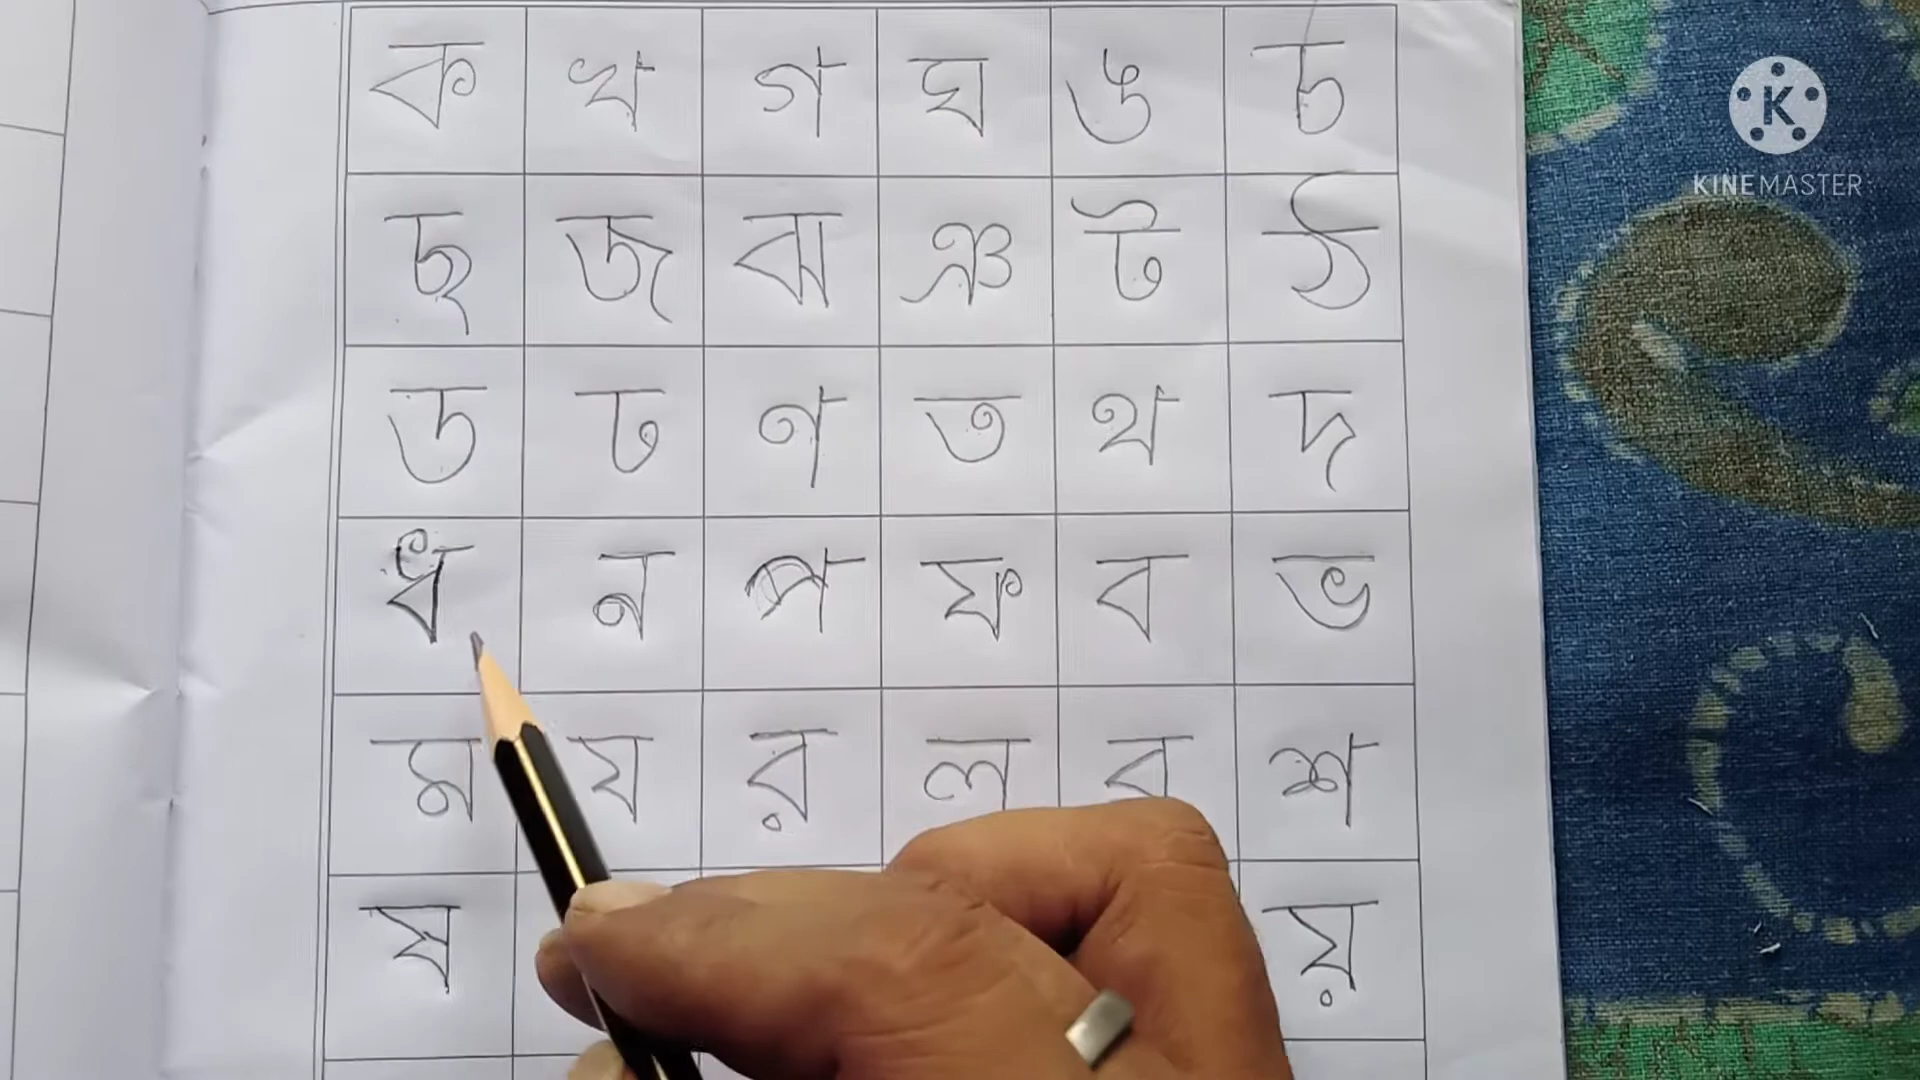 ক খ গ ঘ ঙ চ
ছ জ ঝ ঞ ট ঠ
ড ঢ ণ ত থ দ
ধ ন প ফ ব ভ
ম য র ল ব শ
ষ য়
KINEMASTER